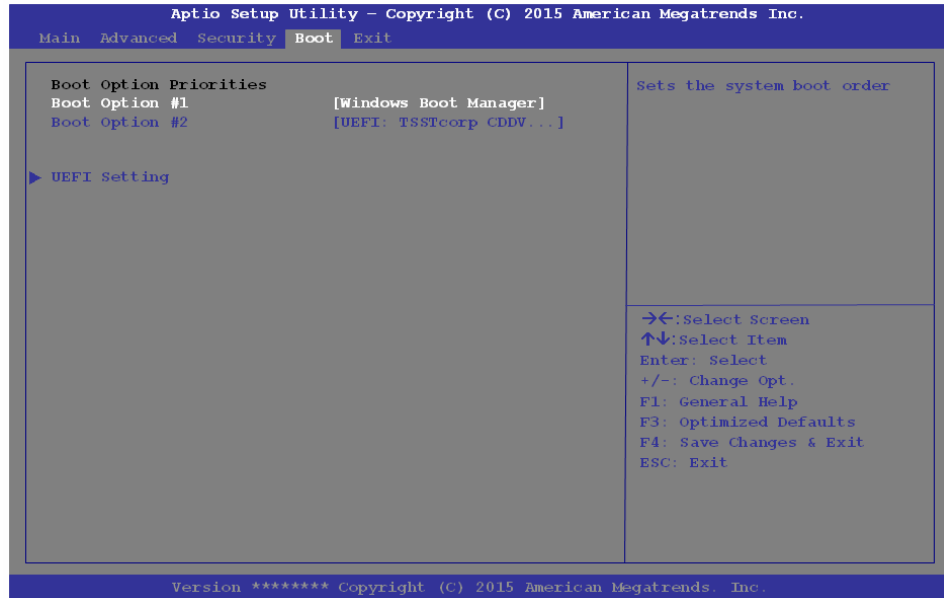 Aptio Setup Utility – Copyright (C) 2015 American Megatrends Inc.
Main Advanced Security Boot Exit
Boot Option Priorities
Boot Option #1 [Windows Boot Manager]
Boot Option #2 [UEFI: TSSTcorp CDDV...]
▶ UEFI Setting
Sets the system boot order
→←:Select Screen
↑↓:Select Item
Enter: Select
+/-: Change Opt.
F1: General Help
F3: Optimized Defaults
F4: Save Changes & Exit
ESC: Exit
Version ******** Copyright (C) 2015 American Megatrends. Inc.